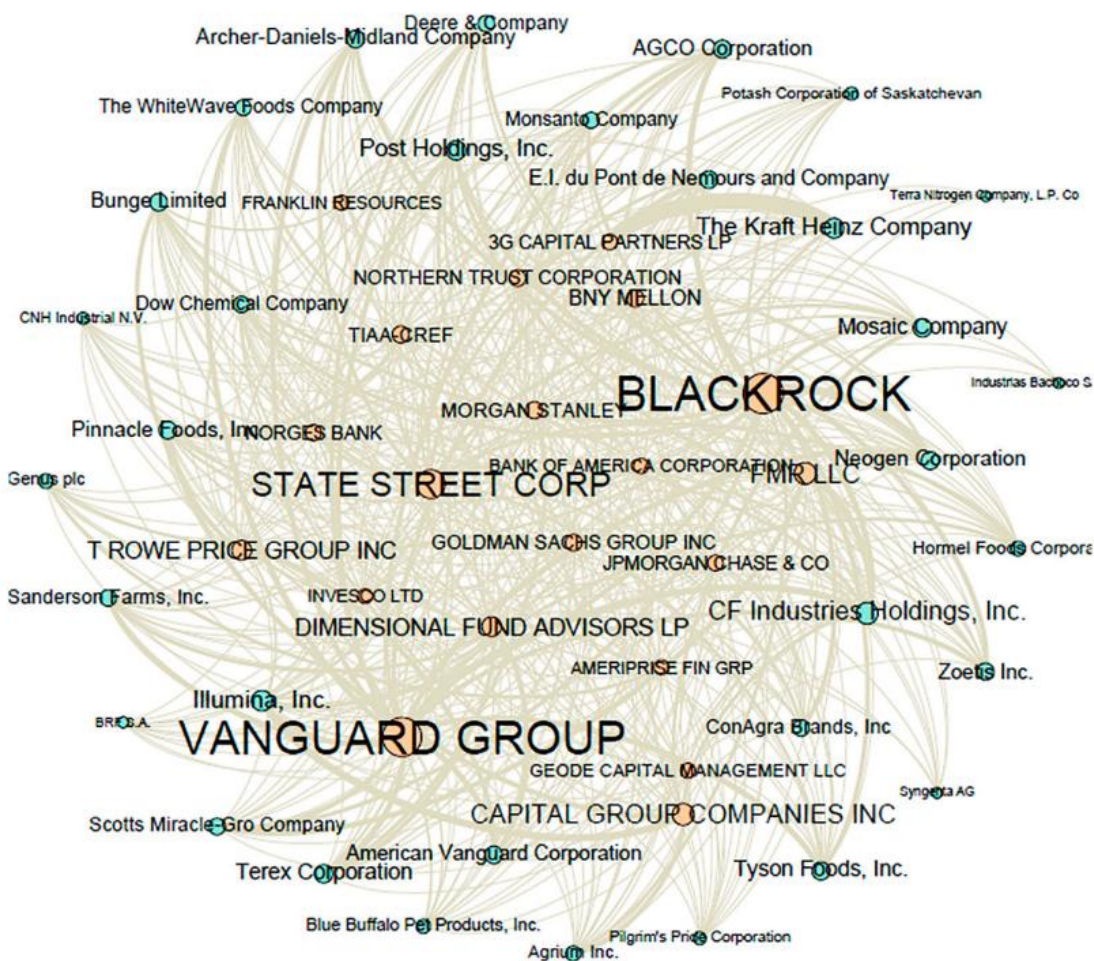 Deere & Company
Archer-Daniels-Midland Company
AGCO Corporation
Potash Corporation of Saskatchevan
The WhiteWave Foods Company
Monsanto Company
Post Holdings, Inc.
E.I. du Pont de Nemours and Company
Terra Nitrogen Company, L.P. Co
Bunge Limited
FRANKLIN RESOURCES
The Kraft Heinz Company
3G CAPITAL PARTNERS LP
NORTHERN TRUST CORPORATION
BNY MELLON
Dow Chemical Company
CNH Industrial N.V.
Mosaic Company
TIAA-CREF
BLACKROCK
Industrias Bachoco S.
MORGAN STANLEY
Pinnacle Foods, Inc
NORGES BANK
Neogen Corporation
BANK OF AMERICA CORPORATION
FMR LLC
Genus plc
STATE STREET CORP
T ROWE PRICE GROUP INC
GOLDMAN SACHS GROUP INC
Hormel Foods Corpora
JPMORGAN CHASE & CO
Sanderson Farms, Inc.
INVESCO LTD
CF Industries Holdings, Inc.
DIMENSIONAL FUND ADVISORS LP
AMERIPRISE FIN GRP
Zoetis Inc.
Illumina, Inc.
BRF S.A.
VANGUARD GROUP
ConAgra Brands, Inc
GEODE CAPITAL MANAGEMENT LLC
Syngenta AG
CAPITAL GROUP COMPANIES INC
Scotts Miracle-Gro Company
American Vanguard Corporation
Terex Corporation
Tyson Foods, Inc.
Blue Buffalo Pet Products, Inc.
Pilgrim's Pride Corporation
Agrium Inc.